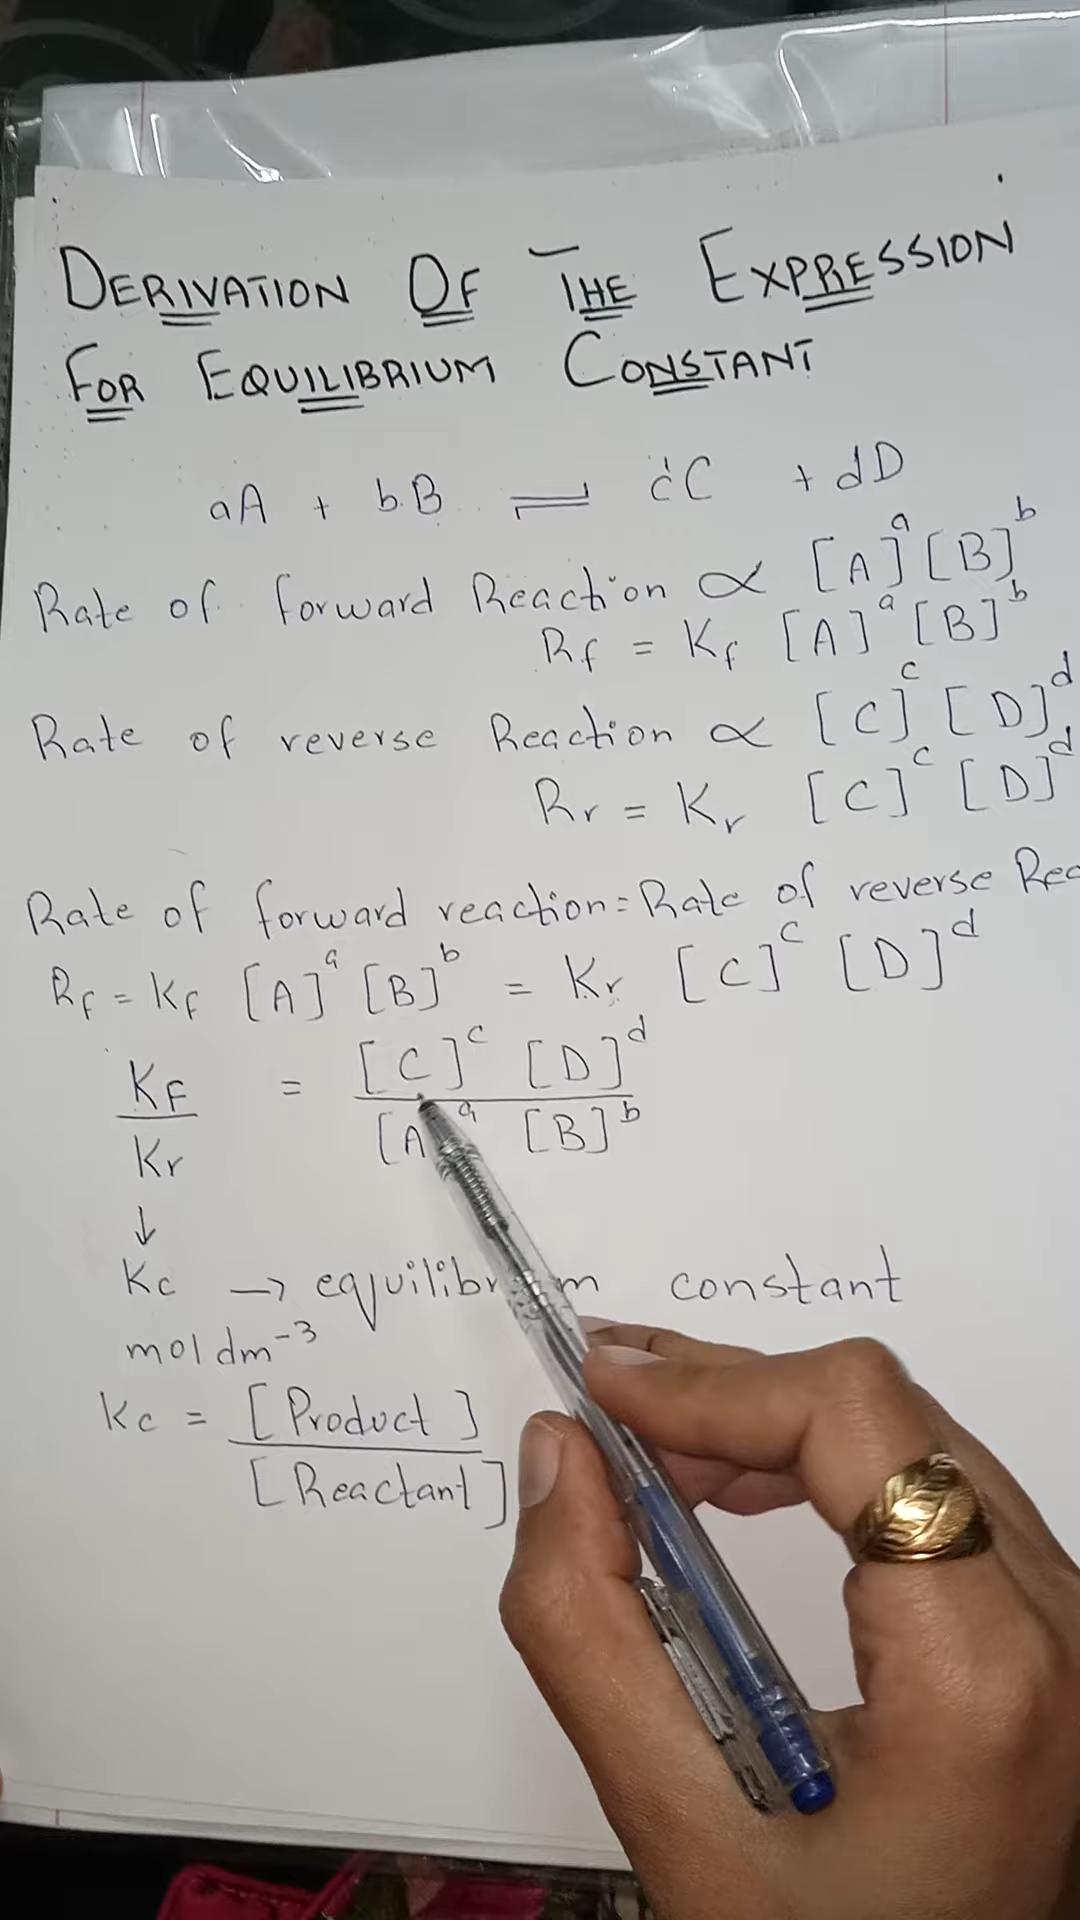 DERIVATION OF THE EXPRESSION
FOR EQUILIBRIUM CONSTANT
aA + bB ⇌ cC + dD
Rate of forward Reaction ∝ [A]^a [B]^b
Rf = Kf [A]^a [B]^b
Rate of reverse Reaction ∝ [C]^c [D]^d
Rr = Kr [C]^c [D]^d
Rate of forward reaction = Rate of reverse
Rf = Kf [A]^a [B]^b = Kr [C]^c [D]^d
KF = [C]^c [D]^d
Kr [A]^a [B]^b
↓
Kc → equilibrium constant
mol dm^-3
Kc = [Product]
[Reactant]